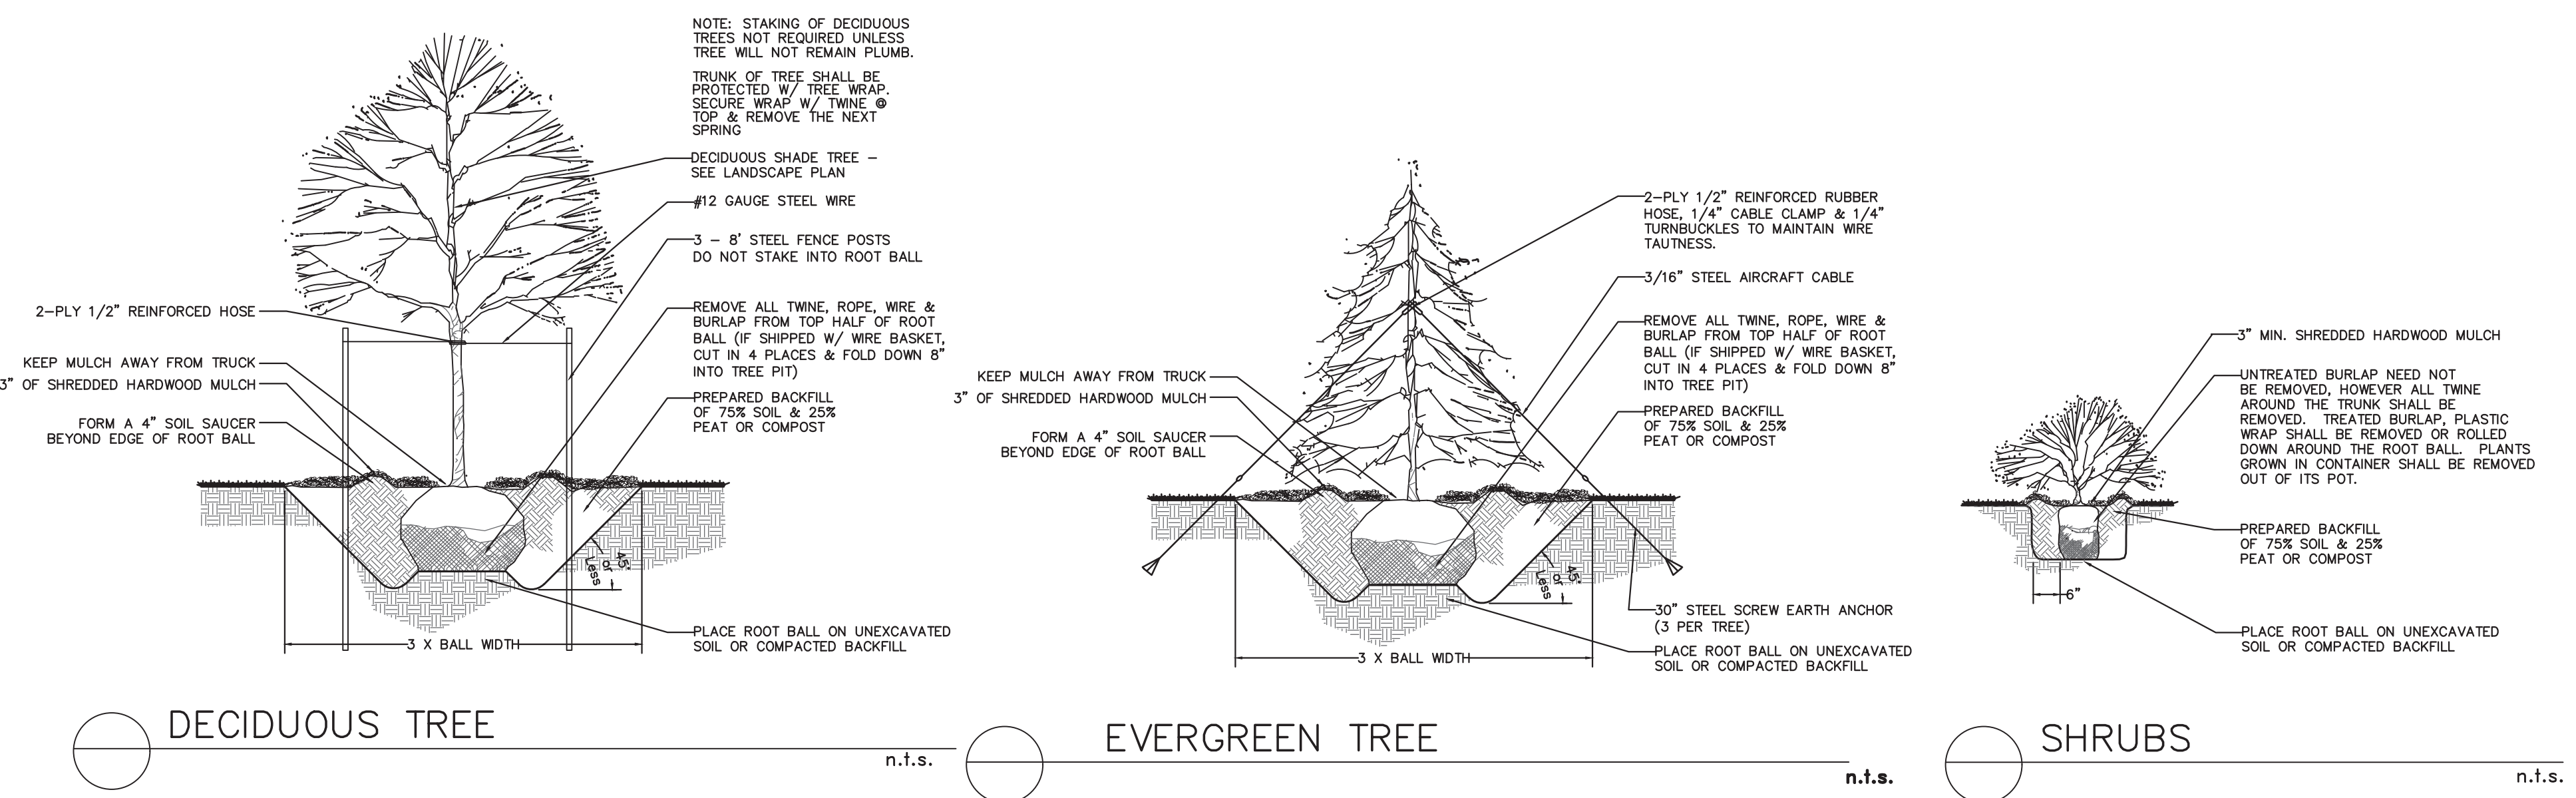 NOTE: STAKING OF DECIDUOUS
TREES NOT REQUIRED UNLESS
TREE WILL NOT REMAIN PLUMB.
TRUNK OF TREE SHALL BE
PROTECTED W/ TREE WRAP.
SECURE WRAP W/ TWINE @
TOP & REMOVE THE NEXT
SPRING
DECIDUOUS SHADE TREE –
SEE LANDSCAPE PLAN
#12 GAUGE STEEL WIRE
3 – 8' STEEL FENCE POSTS
DO NOT STAKE INTO ROOT BALL
REMOVE ALL TWINE, ROPE, WIRE &
BURLAP FROM TOP HALF OF ROOT
BALL (IF SHIPPED W/ WIRE BASKET,
CUT IN 4 PLACES & FOLD DOWN 8"
INTO TREE PIT)
PREPARED BACKFILL
OF 75% SOIL & 25%
PEAT OR COMPOST
2–PLY 1/2" REINFORCED HOSE
KEEP MULCH AWAY FROM TRUCK
3" OF SHREDDED HARDWOOD MULCH
FORM A 4" SOIL SAUCER
BEYOND EDGE OF ROOT BALL
45°
or
Less
PLACE ROOT BALL ON UNEXCAVATED
SOIL OR COMPACTED BACKFILL
3 X BALL WIDTH
DECIDUOUS TREE
n.t.s.
2–PLY 1/2" REINFORCED RUBBER
HOSE, 1/4" CABLE CLAMP & 1/4"
TURNBUCKLES TO MAINTAIN WIRE
TAUTNESS.
3/16" STEEL AIRCRAFT CABLE
REMOVE ALL TWINE, ROPE, WIRE &
BURLAP FROM TOP HALF OF ROOT
BALL (IF SHIPPED W/ WIRE BASKET,
CUT IN 4 PLACES & FOLD DOWN 8"
INTO TREE PIT)
PREPARED BACKFILL
OF 75% SOIL & 25%
PEAT OR COMPOST
KEEP MULCH AWAY FROM TRUCK
3" OF SHREDDED HARDWOOD MULCH
FORM A 4" SOIL SAUCER
BEYOND EDGE OF ROOT BALL
45°
or
Less
30" STEEL SCREW EARTH ANCHOR
(3 PER TREE)
PLACE ROOT BALL ON UNEXCAVATED
SOIL OR COMPACTED BACKFILL
3 X BALL WIDTH
EVERGREEN TREE
n.t.s.
3" MIN. SHREDDED HARDWOOD MULCH
UNTREATED BURLAP NEED NOT
BE REMOVED, HOWEVER ALL TWINE
AROUND THE TRUNK SHALL BE
REMOVED. TREATED BURLAP, PLASTIC
WRAP SHALL BE REMOVED OR ROLLED
DOWN AROUND THE ROOT BALL. PLANTS
GROWN IN CONTAINER SHALL BE REMOVED
OUT OF ITS POT.
PREPARED BACKFILL
OF 75% SOIL & 25%
PEAT OR COMPOST
6"
PLACE ROOT BALL ON UNEXCAVATED
SOIL OR COMPACTED BACKFILL
SHRUBS
n.t.s.